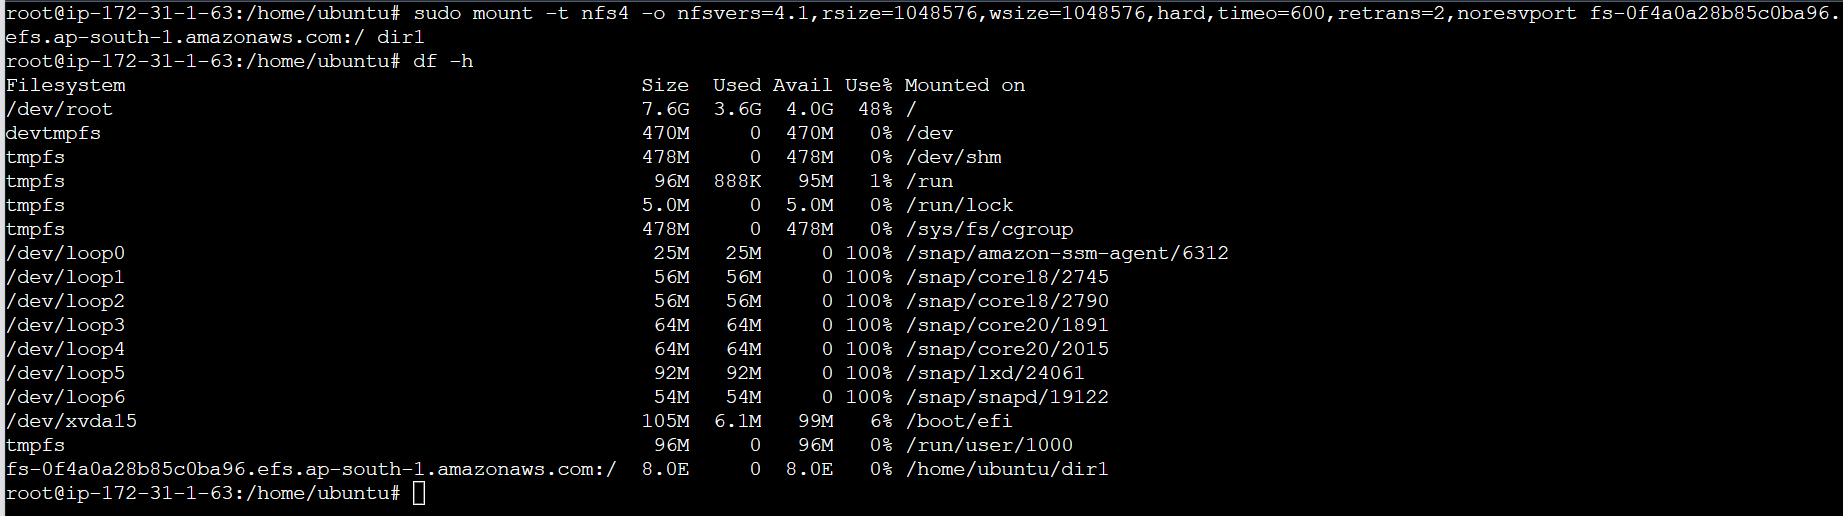 root@ip-172-31-1-63:/home/ubuntu# sudo mount -t nfs4 -o nfsvers=4.1,rsize=1048576,wsize=1048576,hard,timeo=600,retrans=2,noresvport fs-0f4a0a28b85c0ba96.
efs.ap-south-1.amazonaws.com:/ dir1
root@ip-172-31-1-63:/home/ubuntu# df -h
Filesystem                                           Size  Used Avail Use% Mounted on
/dev/root                                            7.6G  3.6G  4.0G  48% /
devtmpfs                                             470M     0  470M   0% /dev
tmpfs                                                478M     0  478M   0% /dev/shm
tmpfs                                                 96M  888K   95M   1% /run
tmpfs                                                5.0M     0  5.0M   0% /run/lock
tmpfs                                                478M     0  478M   0% /sys/fs/cgroup
/dev/loop0                                            25M   25M     0 100% /snap/amazon-ssm-agent/6312
/dev/loop1                                            56M   56M     0 100% /snap/core18/2745
/dev/loop2                                            56M   56M     0 100% /snap/core18/2790
/dev/loop3                                            64M   64M     0 100% /snap/core20/1891
/dev/loop4                                            64M   64M     0 100% /snap/core20/2015
/dev/loop5                                            92M   92M     0 100% /snap/lxd/24061
/dev/loop6                                            54M   54M     0 100% /snap/snapd/19122
/dev/xvda15                                          105M  6.1M   99M   6% /boot/efi
tmpfs                                                 96M     0   96M   0% /run/user/1000
fs-0f4a0a28b85c0ba96.efs.ap-south-1.amazonaws.com:/  8.0E     0  8.0E   0% /home/ubuntu/dir1
root@ip-172-31-1-63:/home/ubuntu#